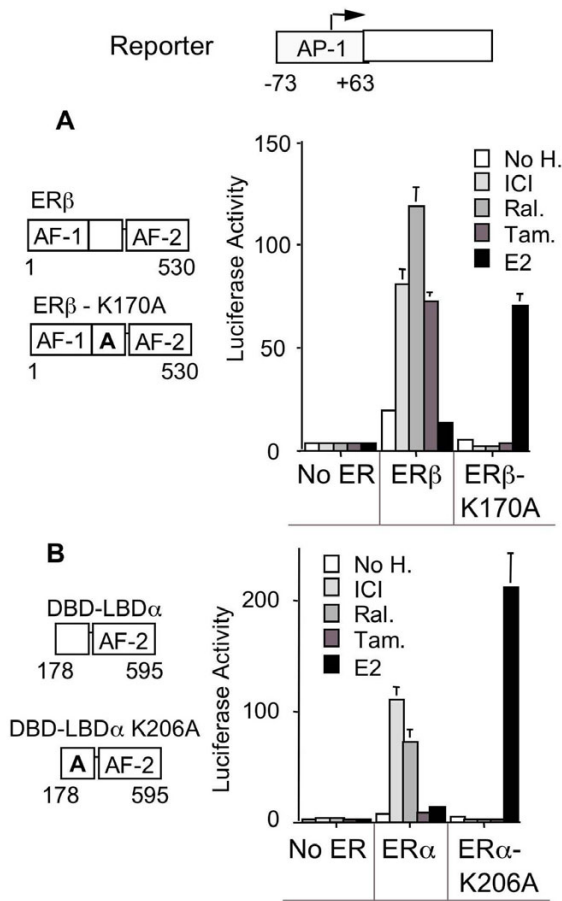 Reporter
AP-1
-73 +63
A
ERβ
AF-1 AF-2
1 530
ERβ - K170A
AF-1 A AF-2
1 530
Luciferase Activity
150
100
50
0
No H.
ICI
Ral.
Tam.
E2
No ER ERβ ERβ-
K170A
B
DBD-LBDα
AF-2
178 595
DBD-LBDα K206A
A AF-2
178 595
Luciferase Activity
200
100
0
No H.
ICI
Ral.
Tam.
E2
No ER ERα ERα-
K206A